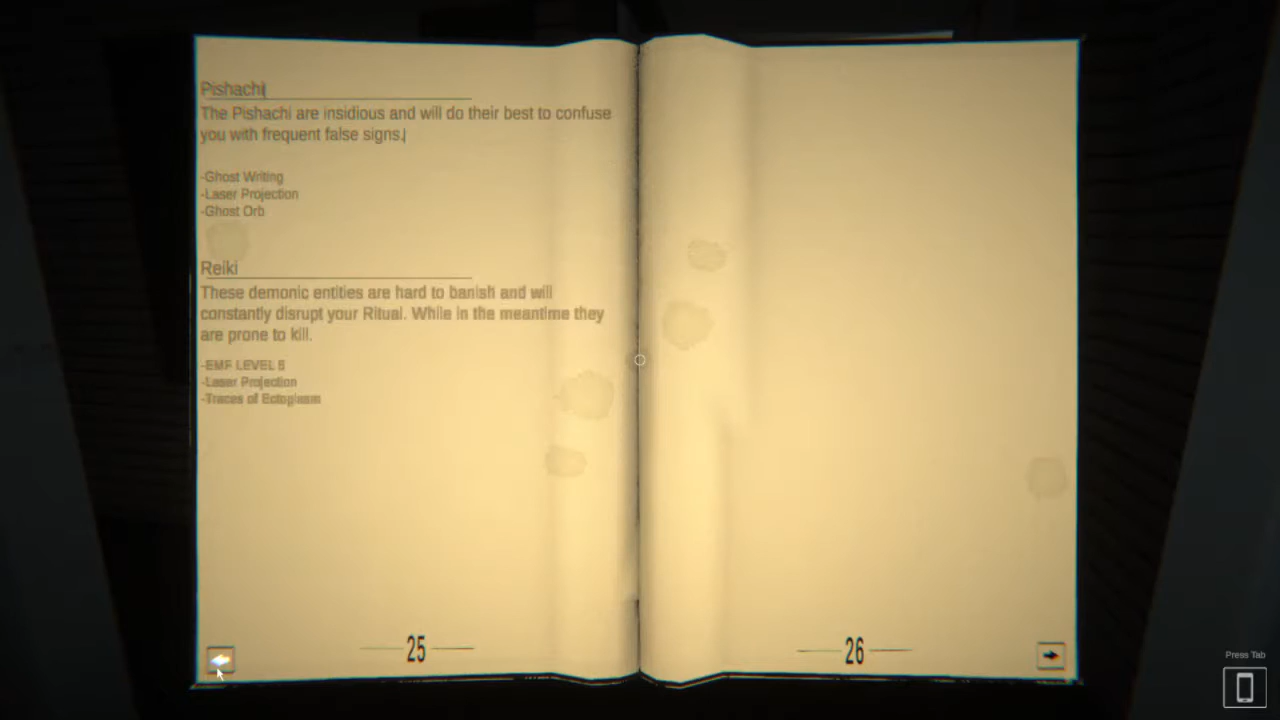 Pishachi
The Pishachi are insidious and will do their best to confuse
you with frequent false signs.
-Ghost Writing
-Laser Projection
-Ghost Orb
Reiki
These demonic entities are hard to banish and will
constantly disrupt your Ritual. While in the meantime they
are prone to kill.
-EMF LEVEL 5
-Laser Projection
-Traces of Ectoplasm
25
26
Press Tab